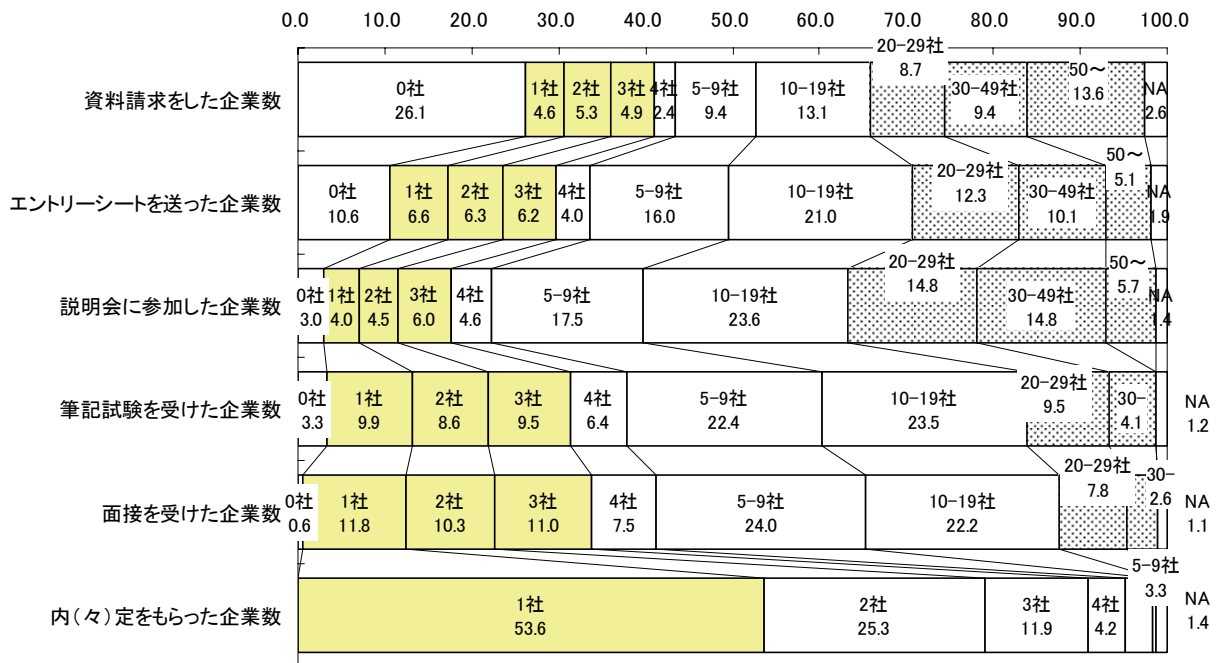 0.0 10.0 20.0 30.0 40.0 50.0 60.0 70.0 80.0 90.0 100.0
資料請求をした企業数
0社 1社 2社 3社 4社 5-9社 10-19社 20-29社 30-49社 50～ NA
26.1 4.6 5.3 4.9 2.4 9.4 13.1 8.7 9.4 13.6 2.6
エントリーシートを送った企業数
0社 1社 2社 3社 4社 5-9社 10-19社 20-29社 30-49社 50～ NA
10.6 6.6 6.3 6.2 4.0 16.0 21.0 12.3 10.1 5.1 1.9
説明会に参加した企業数
0社 1社 2社 3社 4社 5-9社 10-19社 20-29社 30-49社 50～ NA
3.0 4.0 4.5 6.0 4.6 17.5 23.6 14.8 14.8 5.7 1.4
筆記試験を受けた企業数
0社 1社 2社 3社 4社 5-9社 10-19社 20-29社 30- NA
3.3 9.9 8.6 9.5 6.4 22.4 23.5 9.5 4.1 1.2
面接を受けた企業数
0社 1社 2社 3社 4社 5-9社 10-19社 20-29社 30- NA
0.6 11.8 10.3 11.0 7.5 24.0 22.2 7.8 2.6 1.1
内(々)定をもらった企業数
1社 2社 3社 4社 5-9社 NA
53.6 25.3 11.9 4.2 3.3 1.4